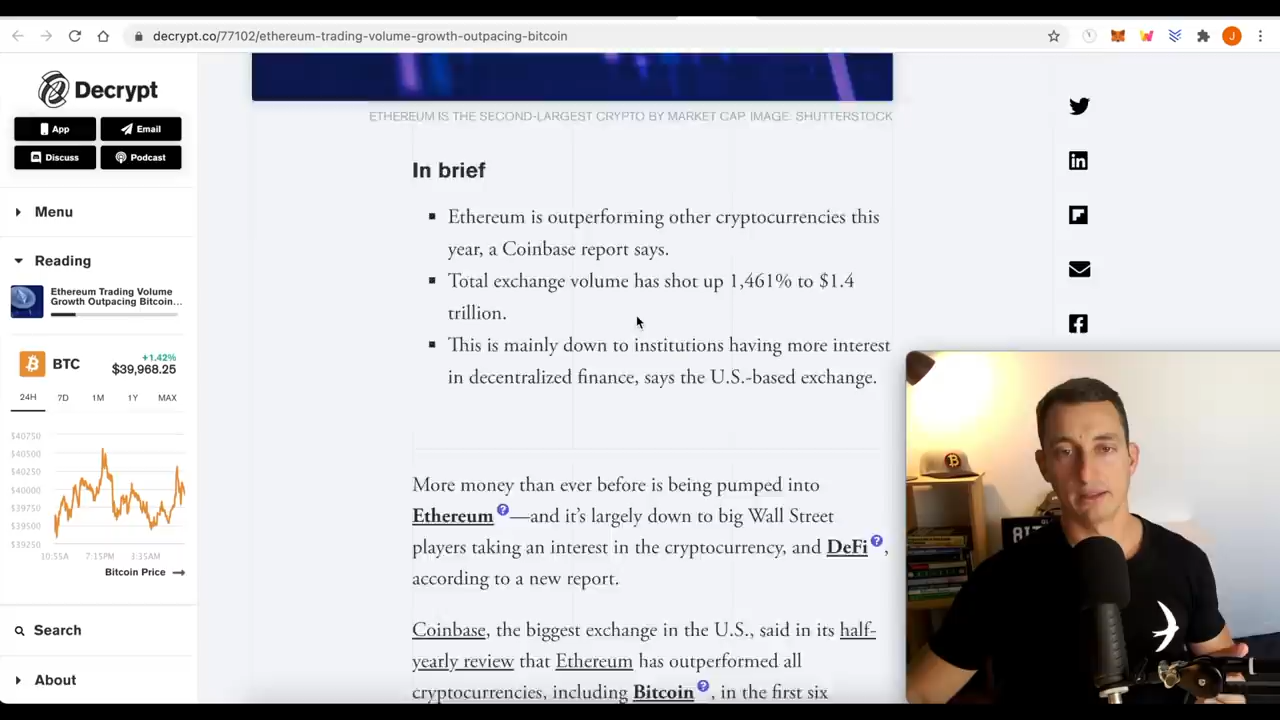 decrypt.co/77102/ethereum-trading-volume-growth-outpacing-bitcoin
J
Decrypt
App
Email
Discuss
Podcast
Menu
Reading
Ethereum Trading Volume
Growth Outpacing Bitcoin...
BTC
+1.42%
$39,968.25
24H 7D 1M 1Y MAX
$40750
$40500
$40250
$40000
$39750
$39500
$39250
10:55A 7:15PM 3:15AM
Bitcoin Price
Search
About
ETHEREUM IS THE SECOND-LARGEST CRYPTO BY MARKET CAP. IMAGE: SHUTTERSTOCK
In brief
Ethereum is outperforming other cryptocurrencies this
year, a Coinbase report says.
Total exchange volume has shot up 1,461% to $1.4
trillion.
This is mainly down to institutions having more interest
in decentralized finance, says the U.S.-based exchange.
More money than ever before is being pumped into
Ethereum ?—and it's largely down to big Wall Street
players taking an interest in the cryptocurrency, and DeFi ?,
according to a new report.
Coinbase, the biggest exchange in the U.S., said in its half-
yearly review that Ethereum has outperformed all
cryptocurrencies, including Bitcoin ?, in the first six